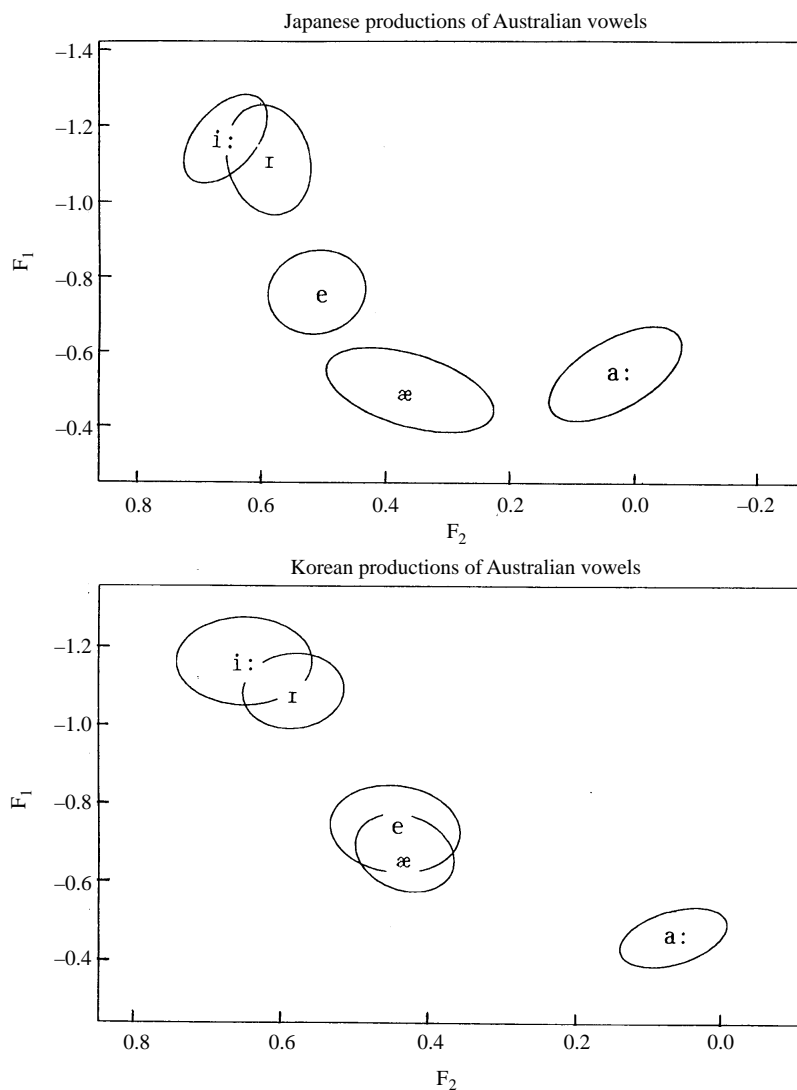 Japanese productions of Australian vowels
–1.4
–1.2
–1.0
–0.8
–0.6
–0.4
F₁
i:
ɪ
e
æ
a:
0.8 0.6 0.4 0.2 0.0 –0.2
F₂
Korean productions of Australian vowels
–1.2
–1.0
–0.8
–0.6
–0.4
F₁
i:
ɪ
e
æ
a:
0.8 0.6 0.4 0.2 0.0
F₂